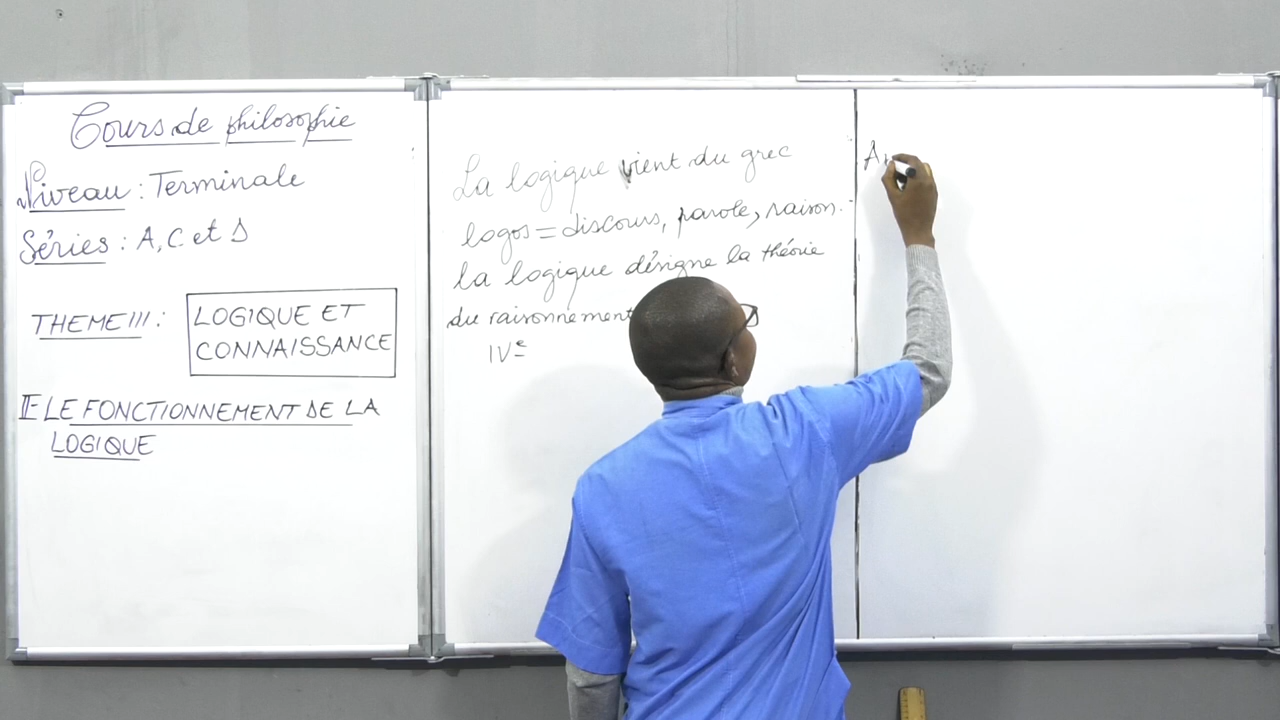 Cours de philosophie
Niveau : Terminale
Séries : A, C et D
THEME III : LOGIQUE ET
CONNAISSANCE
II- LE FONCTIONNEMENT DE LA
LOGIQUE
La logique vient du grec
logos = discours, parole, raison.
la logique désigne la théorie
du raisonnement
IVe